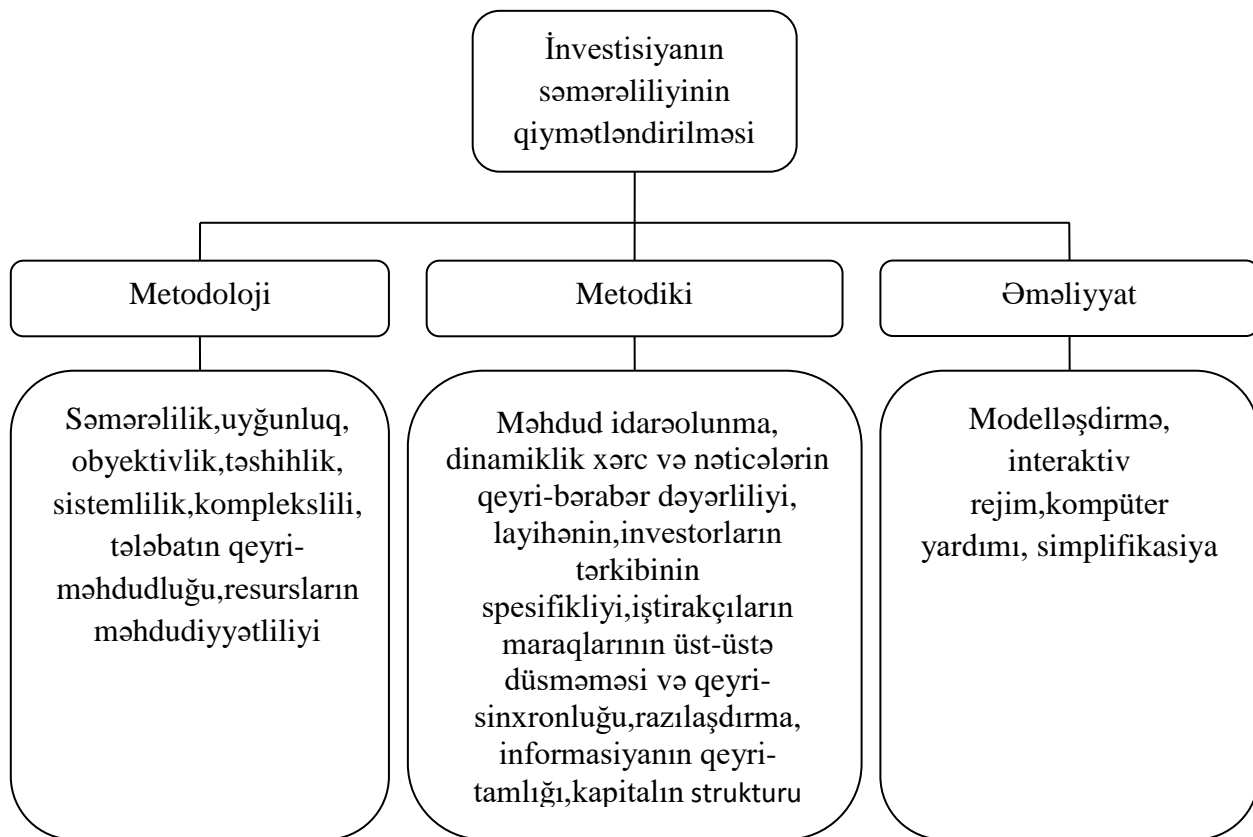 İnvestisiyanın
səmərəliliyinin
qiymətləndirilməsi
Metodoloji
Metodiki
Əməliyyat
Səmərəlilik,uyğunluq,
obyektivlik,təshihlik,
sistemlilik,komplekslili,
tələbatın qeyri-
məhdudluğu,resursların
məhdudiyyətliliyi
Məhdud idarəolunma,
dinamiklik xərc və nəticələrin
qeyri-bərabər dəyərliliyi,
layihənin,investorların
tərkibinin
spesifikliyi,iştirakçıların
maraqlarının üst-üstə
düsməməsi və qeyri-
sinxronluğu,razılaşdırma,
informasiyanın qeyri-
tamlığı,kapitalın strukturu
Modelləşdirmə,
interaktiv
rejim,kompüter
yardımı, simplifikasiya